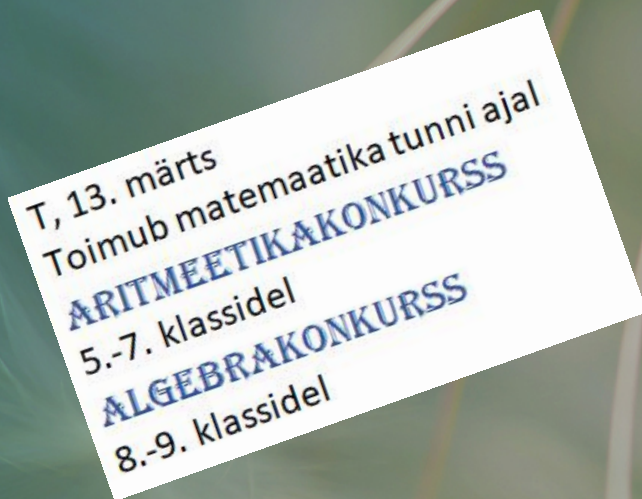 T, 13. märts
Toimub matemaatika tunni ajal
ARITMEETIKAKONKURSS
5.-7. klassidel
ALGEBRAKONKURSS
8.-9. klassidel